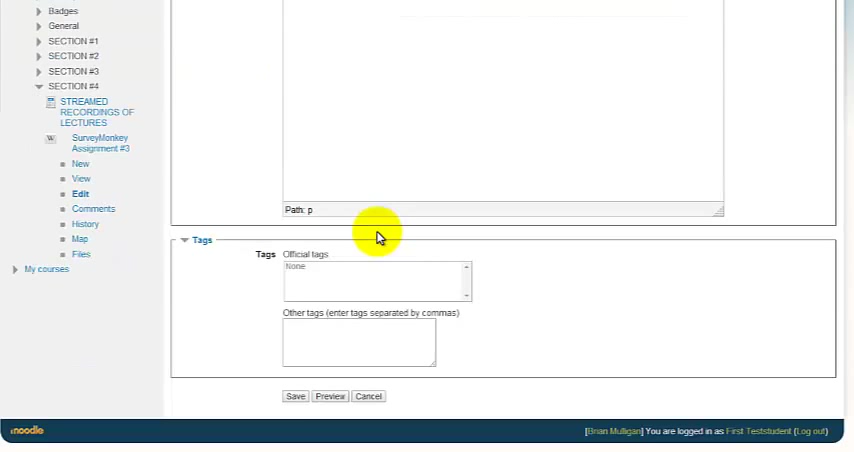 Badges
General
SECTION #1
SECTION #2
SECTION #3
SECTION #4
STREAMED
RECORDINGS OF
LECTURES
W
SurveyMonkey
Assignment #3
New
View
Edit
Comments
History
Map
Files
My courses
Path: p
Tags
Tags
Official tags
None
Other tags (enter tags separated by commas)
Save
Preview
Cancel
moodle
[Brian Mulligan] You are logged in as First Teststudent (Log out)